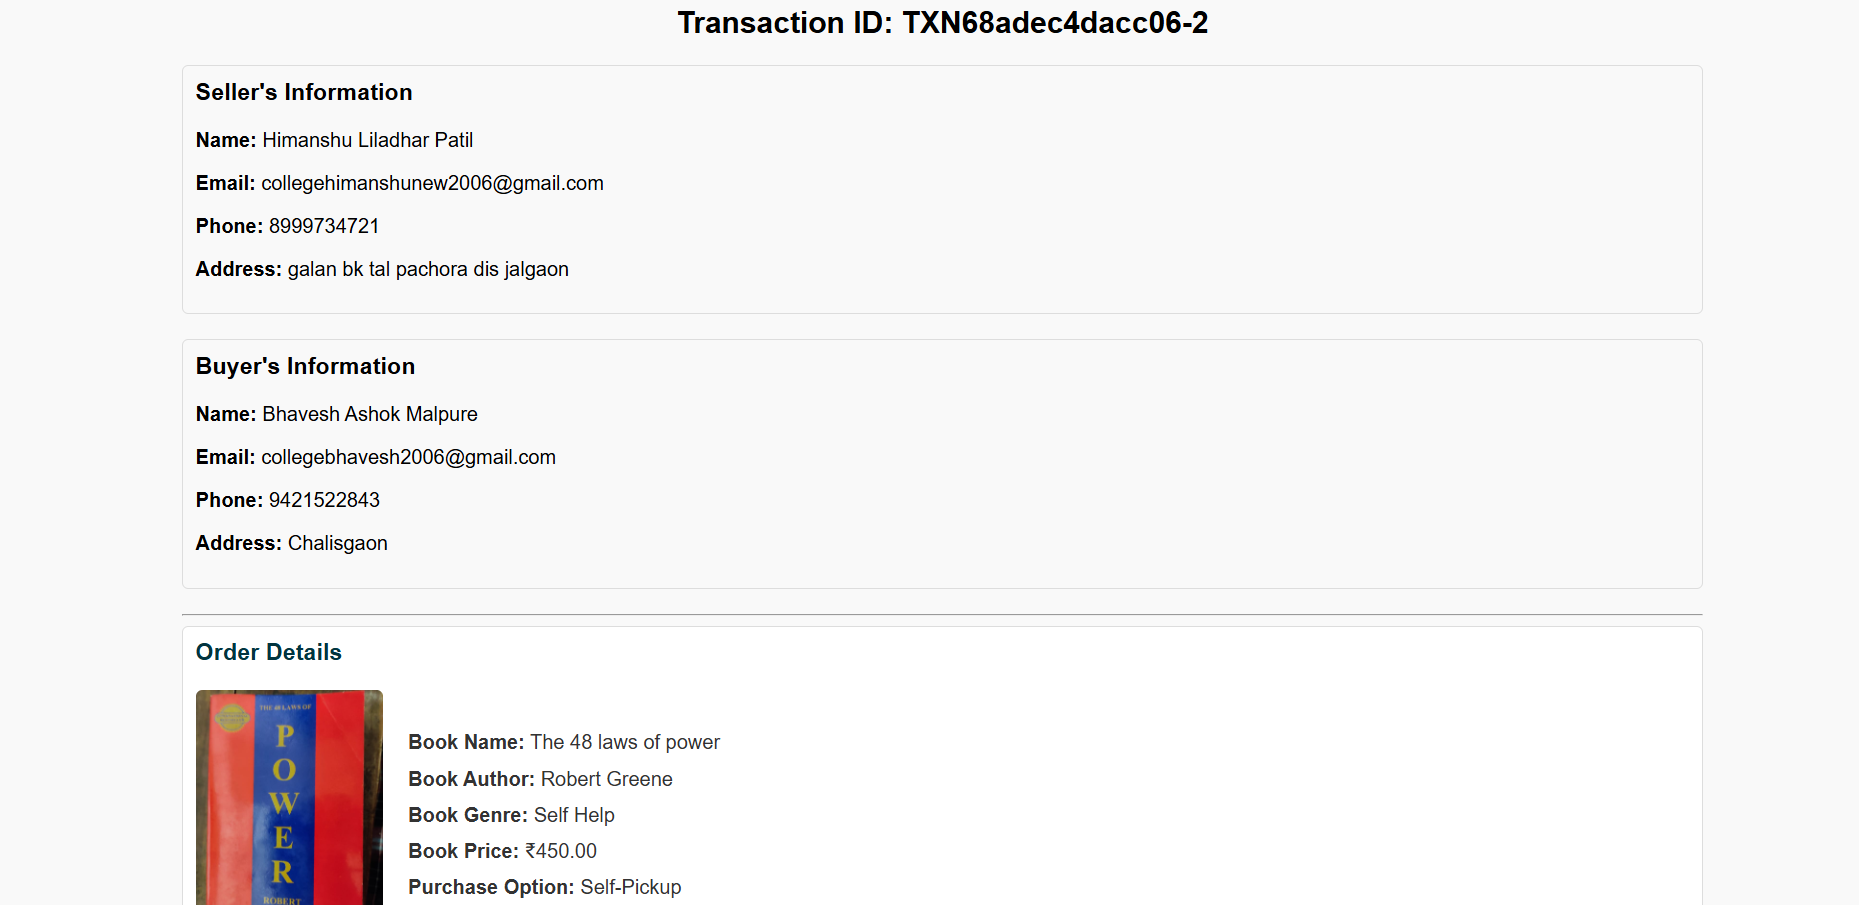 Transaction ID: TXN68adec4dacc06-2
Seller's Information
Name: Himanshu Liladhar Patil
Email: collegehimanshunew2006@gmail.com
Phone: 8999734721
Address: galan bk tal pachora dis jalgaon
Buyer's Information
Name: Bhavesh Ashok Malpure
Email: collegebhavesh2006@gmail.com
Phone: 9421522843
Address: Chalisgaon
Order Details
THE 48 LAWS OF
POWER
ROBERT
Book Name: The 48 laws of power
Book Author: Robert Greene
Book Genre: Self Help
Book Price: ₹450.00
Purchase Option: Self-Pickup